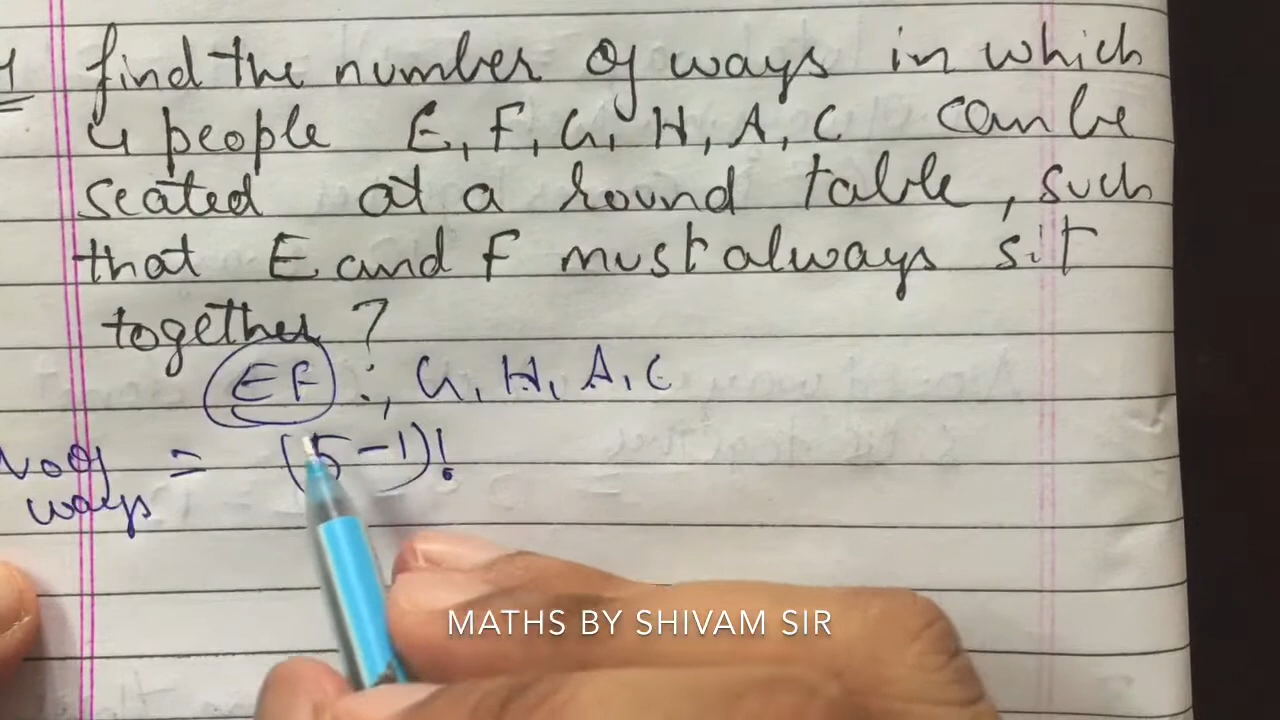 find the number of ways in which
4 people E, F, G, H, A, C can be
seated at a round table, such
that E and F must always sit
together ?
EF :, G, H, A, C
No of = (5-1)!
ways
MATHS BY SHIVAM SIR